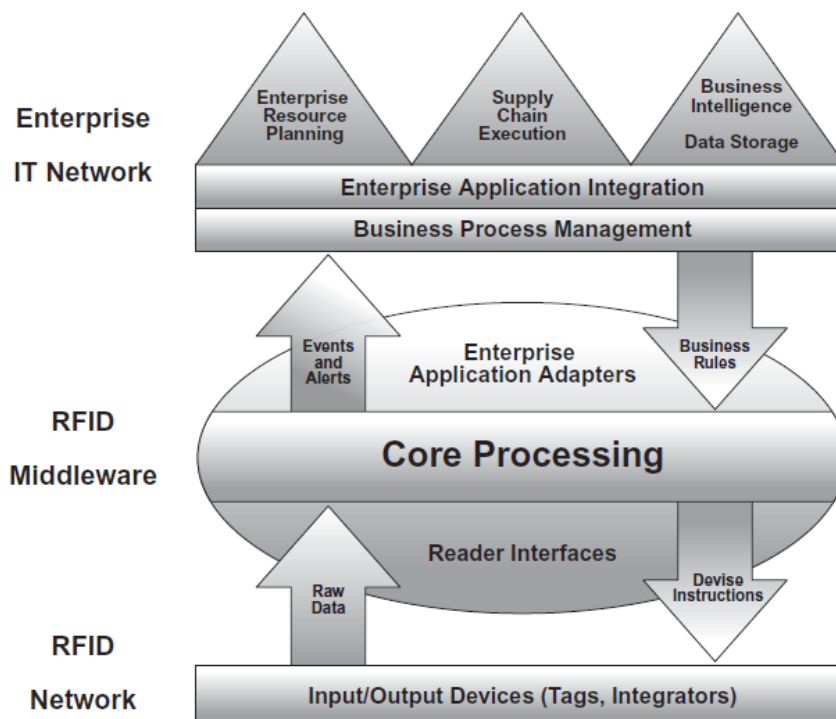 Enterprise
IT Network
Enterprise
Resource
Planning
Supply
Chain
Execution
Business
Intelligence
Data Storage
Enterprise Application Integration
Business Process Management
Events
and
Alerts
Enterprise
Application Adapters
Business
Rules
RFID
Middleware
Core Processing
Reader Interfaces
Raw
Data
Devise
Instructions
RFID
Network
Input/Output Devices (Tags, Integrators)